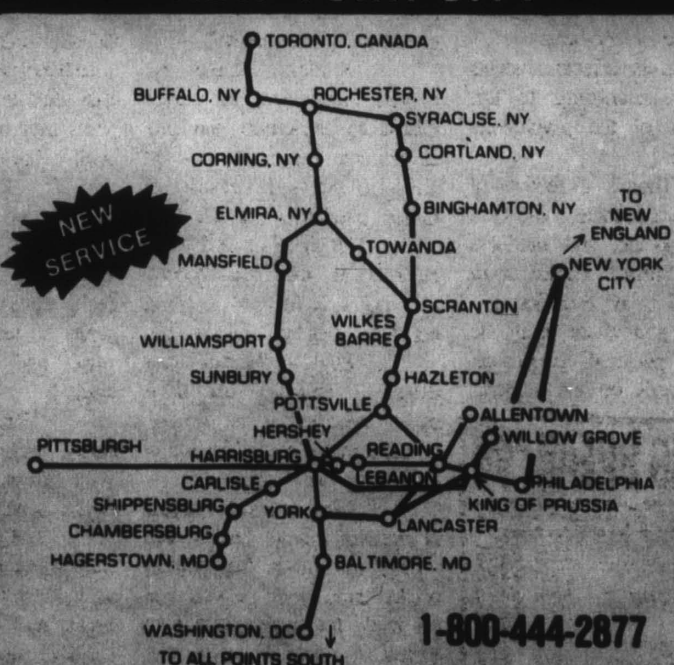 TORONTO, CANADA
BUFFALO, NY
ROCHESTER, NY
SYRACUSE, NY
CORNING, NY
CORTLAND, NY
NEW
SERVICE
ELMIRA, NY
BINGHAMTON, NY
TO
NEW
ENGLAND
TOWANDA
MANSFIELD
NEW YORK
CITY
SCRANTON
WILKES
BARRE
WILLIAMSPORT
SUNBURY
HAZLETON
POTTSVILLE
ALLENTOWN
HERSHEY
WILLOW GROVE
PITTSBURGH
HARRISBURG
READING
LEBANON
CARLISLE
PHILADELPHIA
SHIPPENSBURG
YORK
KING OF PRUSSIA
LANCASTER
CHAMBERSBURG
HAGERSTOWN, MD
BALTIMORE, MD
WASHINGTON, DC
1-800-444-2877
TO ALL POINTS SOUTH